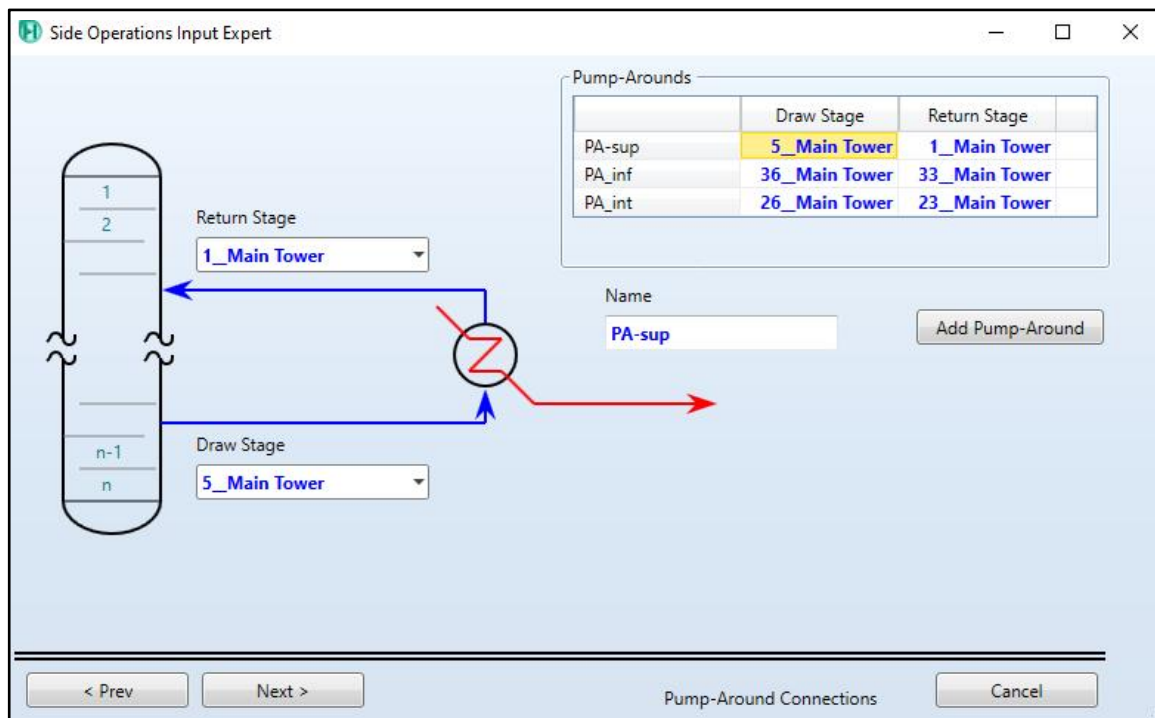 Side Operations Input Expert
Pump-Arounds
Draw Stage Return Stage
PA-sup 5__Main Tower 1__Main Tower
PA_inf 36__Main Tower 33__Main Tower
PA_int 26__Main Tower 23__Main Tower
1
2
Return Stage
1__Main Tower
Name
PA-sup
Add Pump-Around
n-1
n
Draw Stage
5__Main Tower
< Prev
Next >
Pump-Around Connections
Cancel